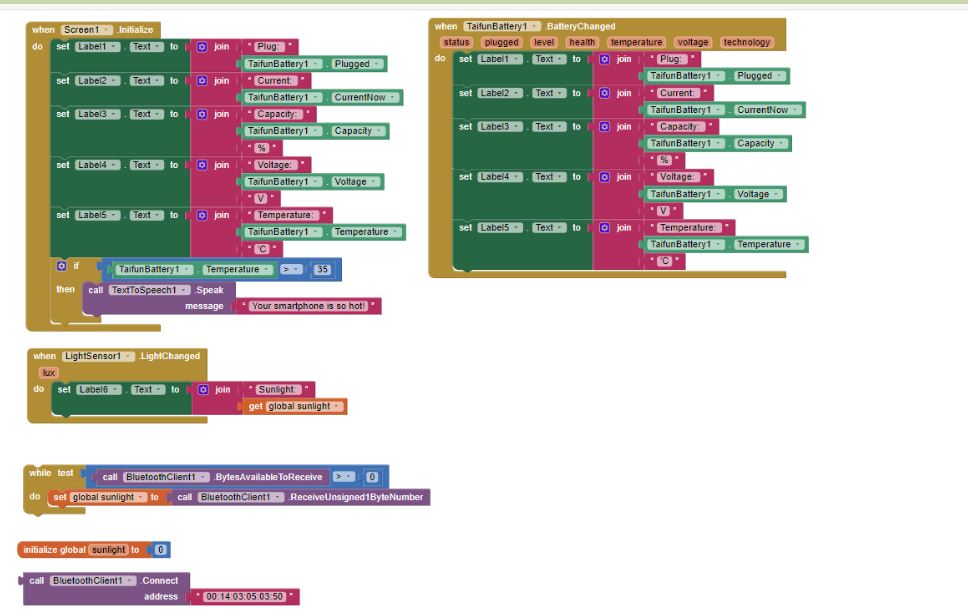 when Screen1 .Initialize
do set Label1 . Text to join " Plug: "
TaifunBattery1 . Plugged
set Label2 . Text to join " Current: "
TaifunBattery1 . CurrentNow
set Label3 . Text to join " Capacity: "
TaifunBattery1 . Capacity
" % "
set Label4 . Text to join " Voltage: "
TaifunBattery1 . Voltage
" V "
set Label5 . Text to join " Temperature: "
TaifunBattery1 . Temperature
" °C "
if TaifunBattery1 . Temperature > 35
then call TextToSpeech1 .Speak
message " Your smartphone is so hot! "
when TaifunBattery1 .BatteryChanged
status plugged level health temperature voltage technology
do set Label1 . Text to join " Plug: "
TaifunBattery1 . Plugged
set Label2 . Text to join " Current: "
TaifunBattery1 . CurrentNow
set Label3 . Text to join " Capacity: "
TaifunBattery1 . Capacity
" % "
set Label4 . Text to join " Voltage: "
TaifunBattery1 . Voltage
" V "
set Label5 . Text to join " Temperature: "
TaifunBattery1 . Temperature
" °C "
when LightSensor1 .LightChanged
lux
do set Label6 . Text to join " Sunlight: "
get global sunlight
while test call BluetoothClient1 .BytesAvailableToReceive > 0
do set global sunlight to call BluetoothClient1 .ReceiveUnsigned1ByteNumber
initialize global sunlight to 0
call BluetoothClient1 .Connect
address " 00:14:03:05:03:50 "